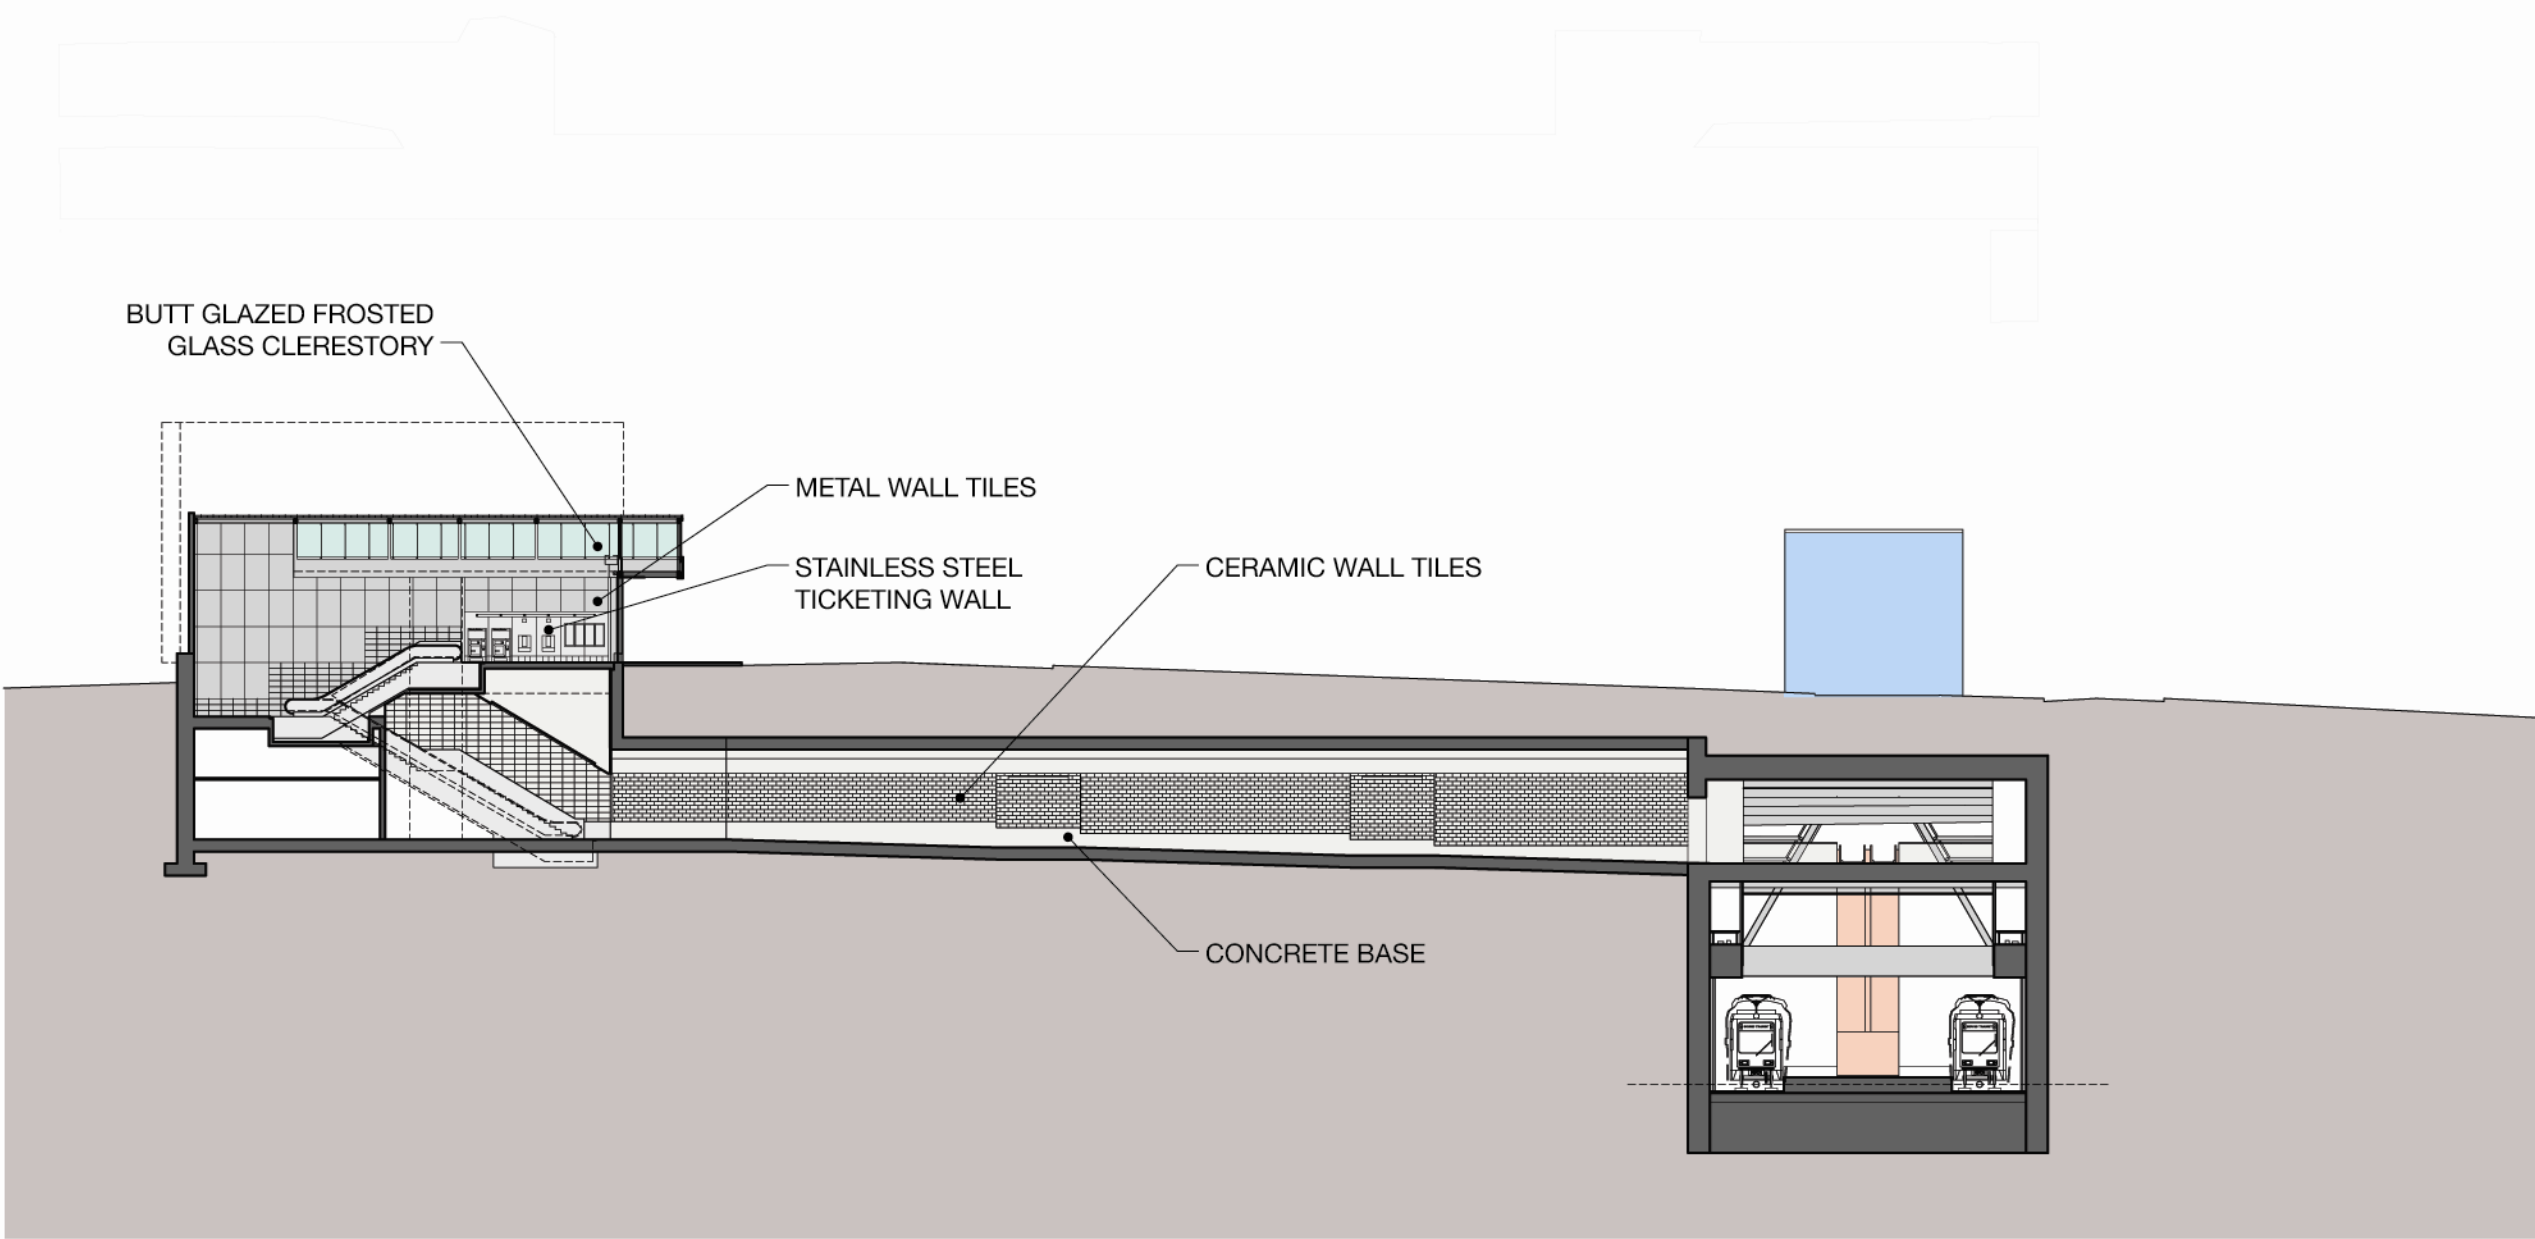 BUTT GLAZED FROSTED
GLASS CLERESTORY
METAL WALL TILES
STAINLESS STEEL
TICKETING WALL
CERAMIC WALL TILES
CONCRETE BASE